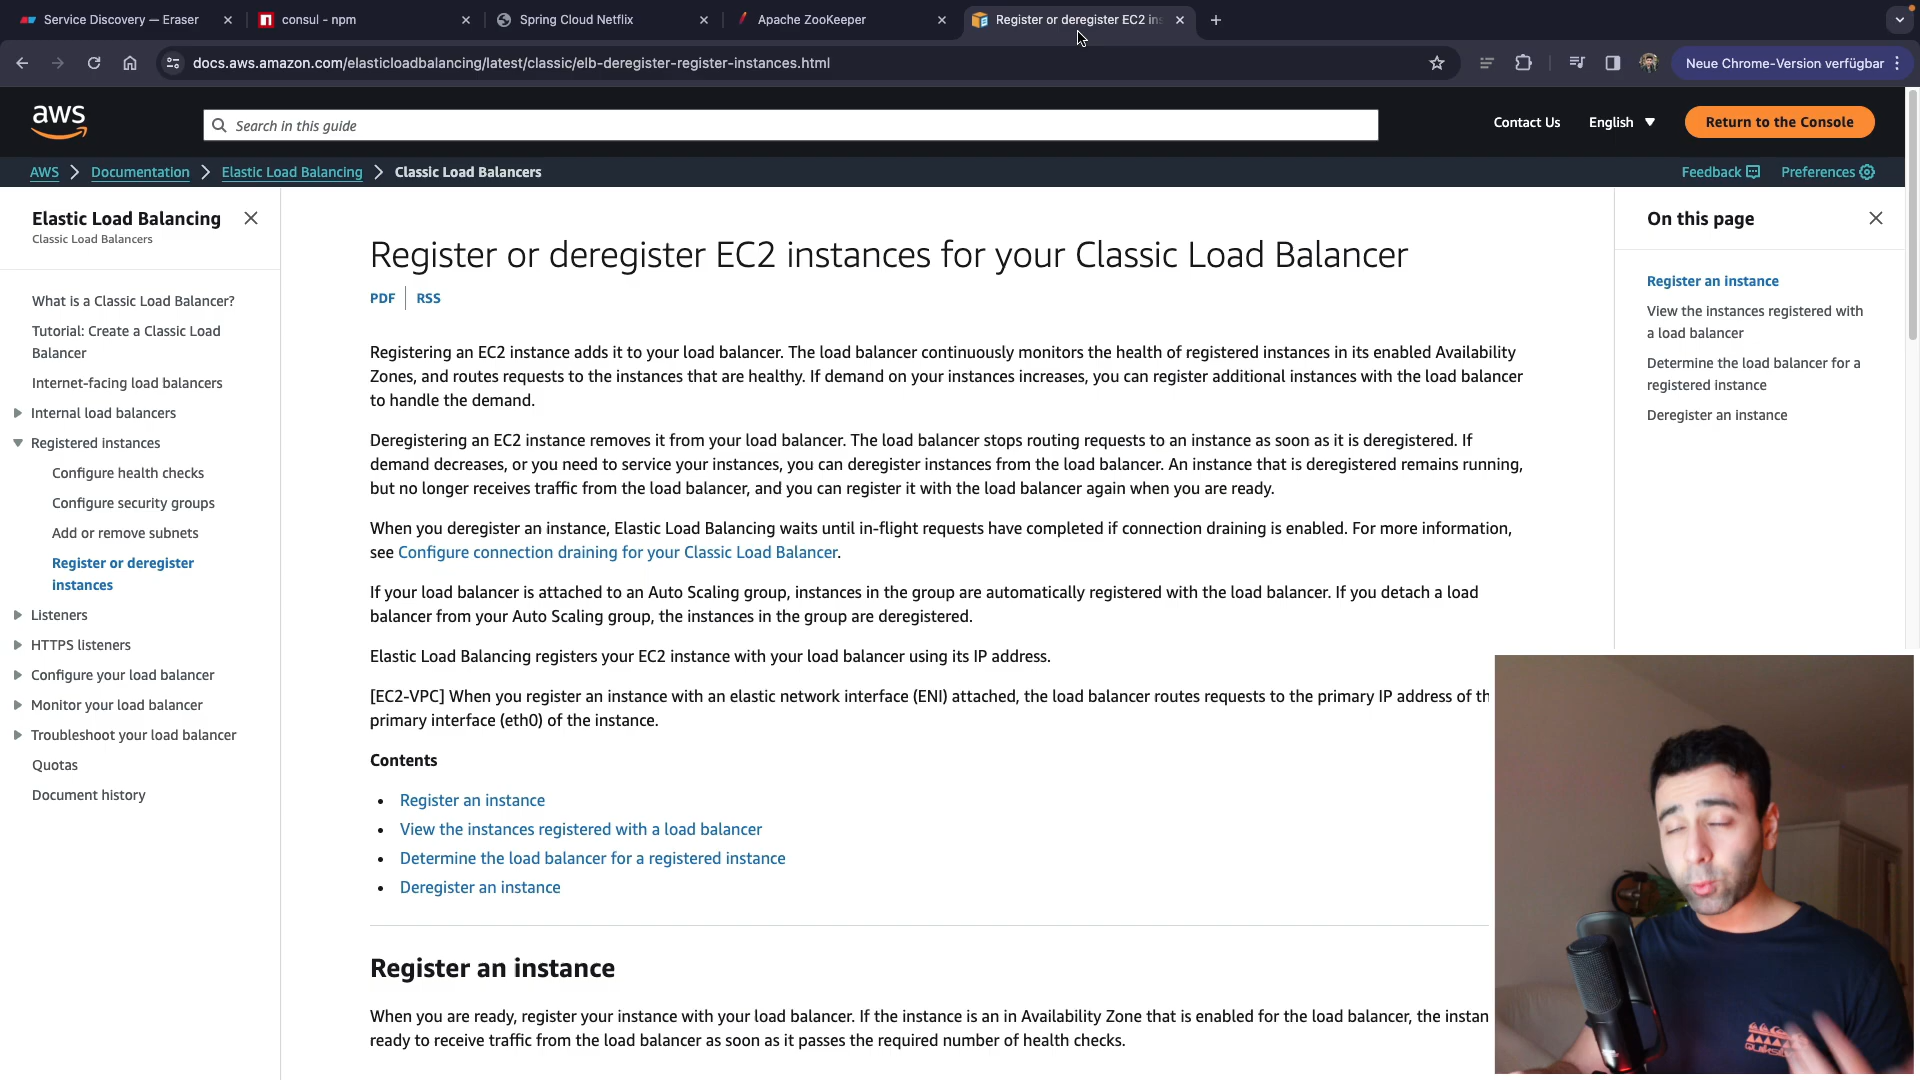 Service Discovery — Eraser
consul - npm
Spring Cloud Netflix
Apache ZooKeeper
Register or deregister EC2 in
docs.aws.amazon.com/elasticloadbalancing/latest/classic/elb-deregister-register-instances.html
Neue Chrome-Version verfügbar
aws
Search in this guide
Contact Us
English
Return to the Console
AWS
Documentation
Elastic Load Balancing
Classic Load Balancers
Feedback
Preferences
Elastic Load Balancing
Classic Load Balancers
What is a Classic Load Balancer?
Tutorial: Create a Classic Load
Balancer
Internet-facing load balancers
Internal load balancers
Registered instances
Configure health checks
Configure security groups
Add or remove subnets
Register or deregister
instances
Listeners
HTTPS listeners
Configure your load balancer
Monitor your load balancer
Troubleshoot your load balancer
Quotas
Document history
Register or deregister EC2 instances for your Classic Load Balancer
PDF
RSS
Registering an EC2 instance adds it to your load balancer. The load balancer continuously monitors the health of registered instances in its enabled Availability
Zones, and routes requests to the instances that are healthy. If demand on your instances increases, you can register additional instances with the load balancer
to handle the demand.
Deregistering an EC2 instance removes it from your load balancer. The load balancer stops routing requests to an instance as soon as it is deregistered. If
demand decreases, or you need to service your instances, you can deregister instances from the load balancer. An instance that is deregistered remains running,
but no longer receives traffic from the load balancer, and you can register it with the load balancer again when you are ready.
When you deregister an instance, Elastic Load Balancing waits until in-flight requests have completed if connection draining is enabled. For more information,
see Configure connection draining for your Classic Load Balancer.
If your load balancer is attached to an Auto Scaling group, instances in the group are automatically registered with the load balancer. If you detach a load
balancer from your Auto Scaling group, the instances in the group are deregistered.
Elastic Load Balancing registers your EC2 instance with your load balancer using its IP address.
[EC2-VPC] When you register an instance with an elastic network interface (ENI) attached, the load balancer routes requests to the primary IP address of th
primary interface (eth0) of the instance.
Contents
• Register an instance
• View the instances registered with a load balancer
• Determine the load balancer for a registered instance
• Deregister an instance
Register an instance
When you are ready, register your instance with your load balancer. If the instance is an in Availability Zone that is enabled for the load balancer, the instan
ready to receive traffic from the load balancer as soon as it passes the required number of health checks.
On this page
Register an instance
View the instances registered with
a load balancer
Determine the load balancer for a
registered instance
Deregister an instance